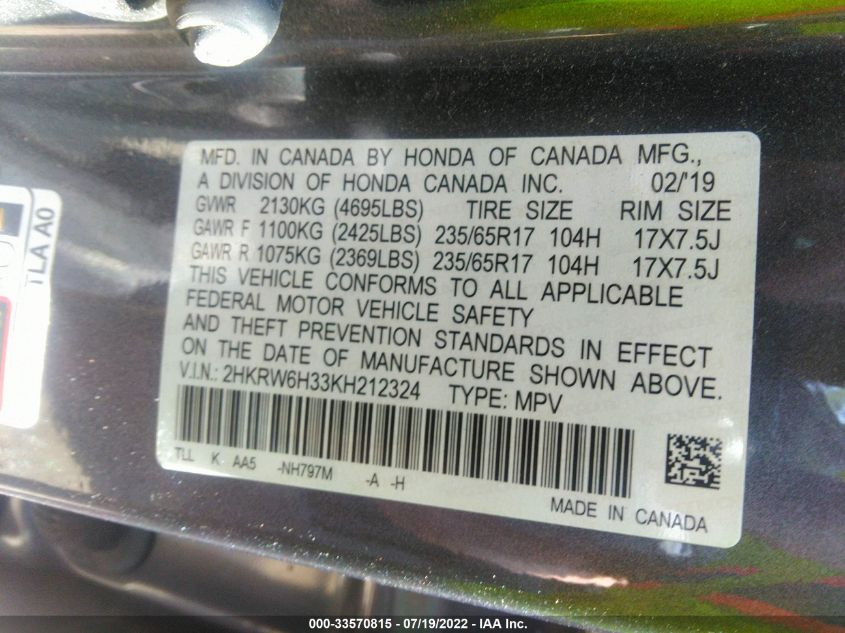 MFD. IN CANADA BY HONDA OF CANADA MFG.,
A DIVISION OF HONDA CANADA INC. 02/'19
GVWR 2130KG (4695LBS) TIRE SIZE RIM SIZE
GAWR F 1100KG (2425LBS) 235/65R17 104H 17X7.5J
GAWR R 1075KG (2369LBS) 235/65R17 104H 17X7.5J
THIS VEHICLE CONFORMS TO ALL APPLICABLE
FEDERAL MOTOR VEHICLE SAFETY
AND THEFT PREVENTION STANDARDS IN EFFECT
ON THE DATE OF MANUFACTURE SHOWN ABOVE.
V.I.N.: 2HKRW6H33KH212324 TYPE: MPV
TLL K AA5 -NH797M -A -H
MADE IN CANADA
TLA A0
000-33570815 - 07/19/2022 - IAA Inc.